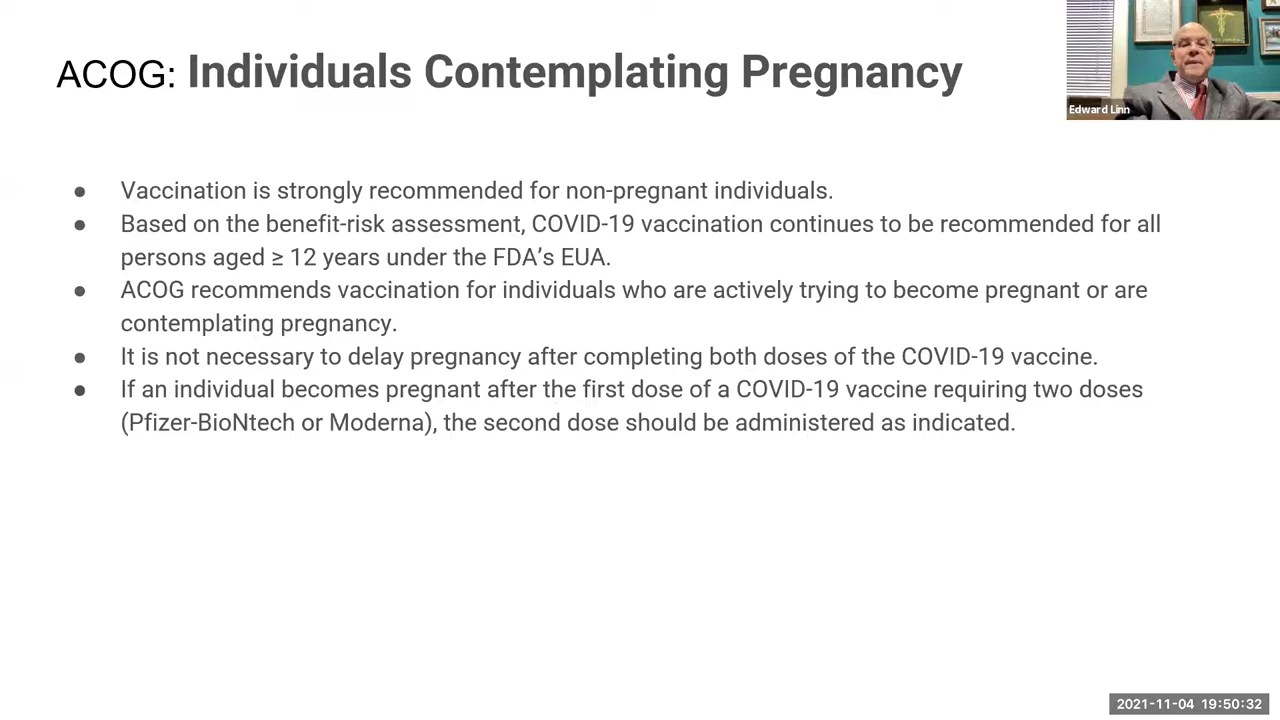 ACOG: Individuals Contemplating Pregnancy
Edward Linn
● Vaccination is strongly recommended for non-pregnant individuals.
● Based on the benefit-risk assessment, COVID-19 vaccination continues to be recommended for all
persons aged ≥ 12 years under the FDA’s EUA.
● ACOG recommends vaccination for individuals who are actively trying to become pregnant or are
contemplating pregnancy.
● It is not necessary to delay pregnancy after completing both doses of the COVID-19 vaccine.
● If an individual becomes pregnant after the first dose of a COVID-19 vaccine requiring two doses
(Pfizer-BioNtech or Moderna), the second dose should be administered as indicated.
2021-11-04 19:50:32